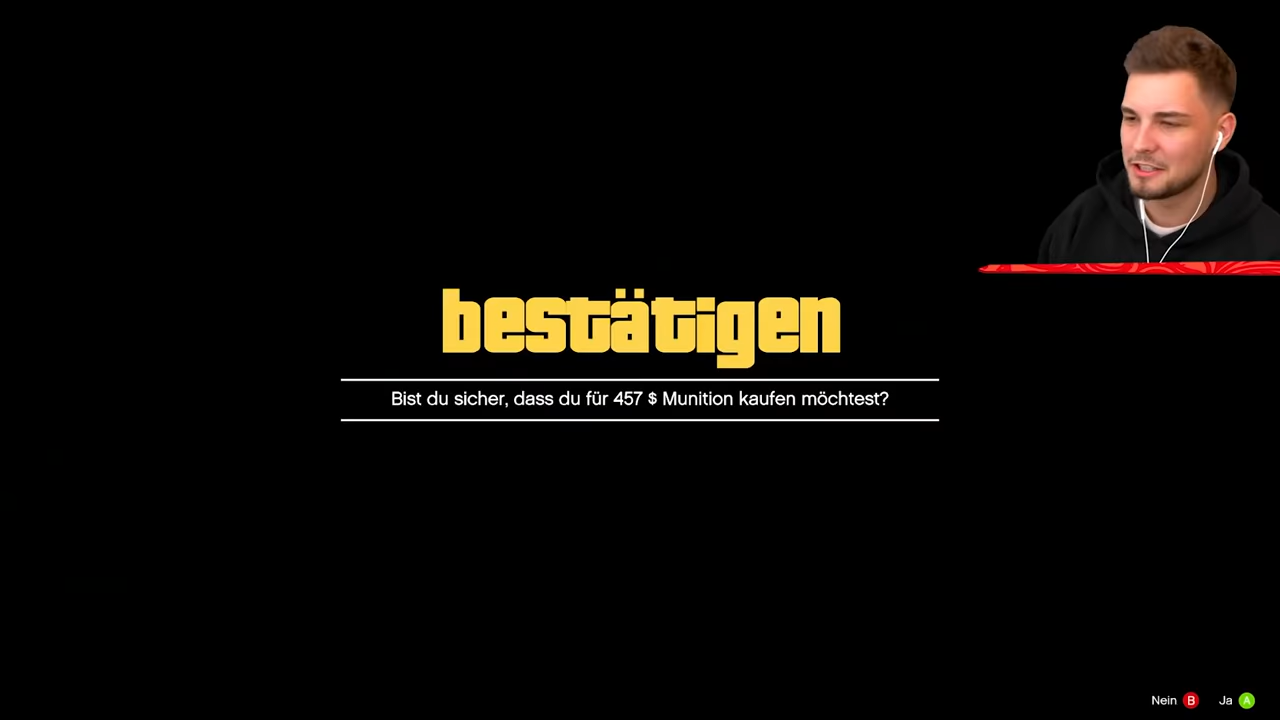 bestätigen
Bist du sicher, dass du für 457 $ Munition kaufen möchtest?
Nein B Ja A